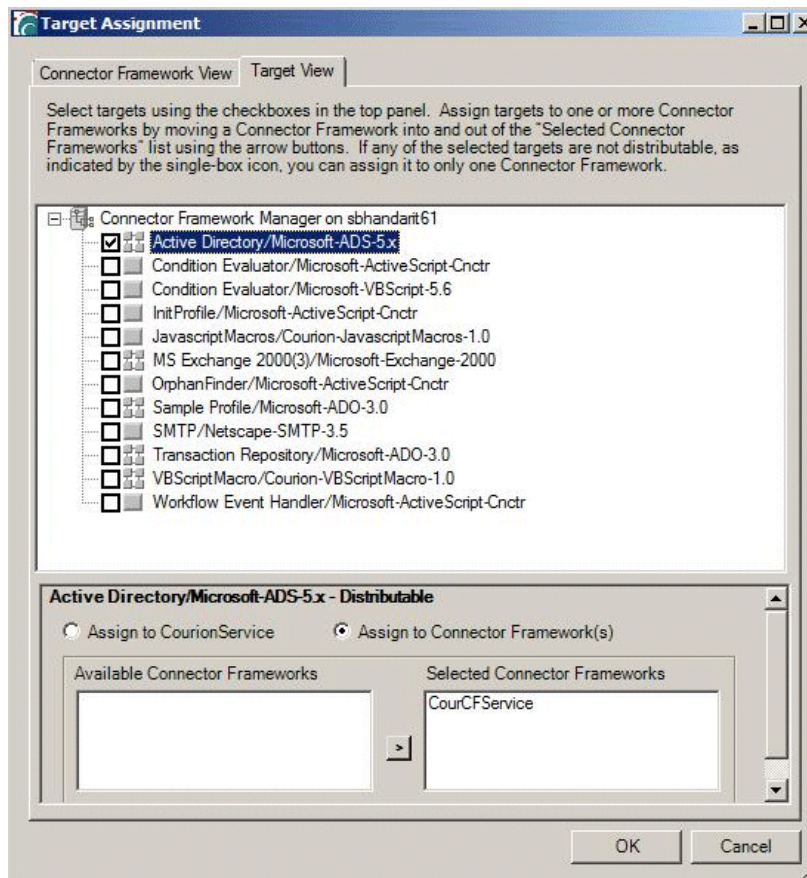 Target Assignment
Connector Framework View
Target View
Select targets using the checkboxes in the top panel. Assign targets to one or more Connector
Frameworks by moving a Connector Framework into and out of the "Selected Connector
Frameworks" list using the arrow buttons. If any of the selected targets are not distributable, as
indicated by the single-box icon, you can assign it to only one Connector Framework.
Connector Framework Manager on sbhandarit61
Active Directory/Microsoft-ADS-5.x
Condition Evaluator/Microsoft-ActiveScript-Cnctr
Condition Evaluator/Microsoft-VBScript-5.6
InitProfile/Microsoft-ActiveScript-Cnctr
JavascriptMacros/Courion-JavascriptMacros-1.0
MS Exchange 2000(3)/Microsoft-Exchange-2000
OrphanFinder/Microsoft-ActiveScript-Cnctr
Sample Profile/Microsoft-ADO-3.0
SMTP/Netscape-SMTP-3.5
Transaction Repository/Microsoft-ADO-3.0
VBScriptMacro/Courion-VBScriptMacro-1.0
Workflow Event Handler/Microsoft-ActiveScript-Cnctr
Active Directory/Microsoft-ADS-5.x - Distributable
Assign to CourionService
Assign to Connector Framework(s)
Available Connector Frameworks
Selected Connector Frameworks
CourCFService
>
OK
Cancel